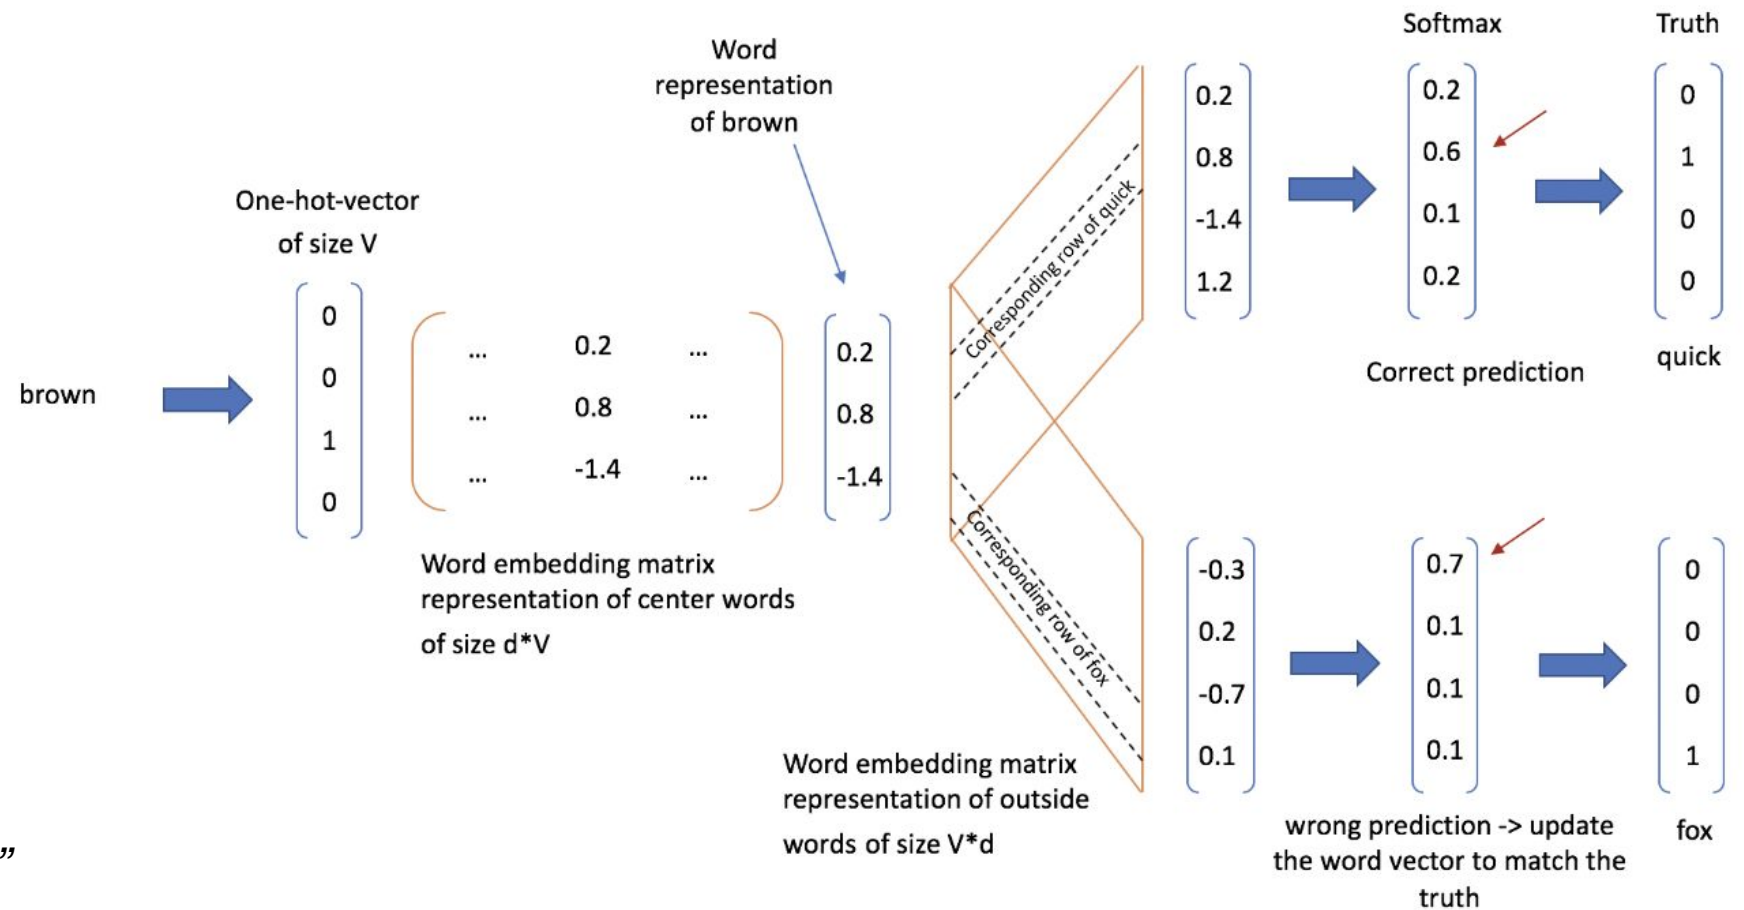 brown
One-hot-vector
of size V
0
0
1
0
... 0.2 ...
... 0.8 ...
... -1.4 ...
Word embedding matrix
representation of center words
of size d*V
Word
representation
of brown
0.2
0.8
-1.4
Corresponding row of quick
Corresponding row of fox
Word embedding matrix
representation of outside
words of size V*d
0.2
0.8
-1.4
1.2
Softmax
0.2
0.6
0.1
0.2
Correct prediction
Truth
0
1
0
0
quick
-0.3
0.2
-0.7
0.1
0.7
0.1
0.1
0.1
wrong prediction -> update
the word vector to match the
truth
0
0
0
1
fox
”